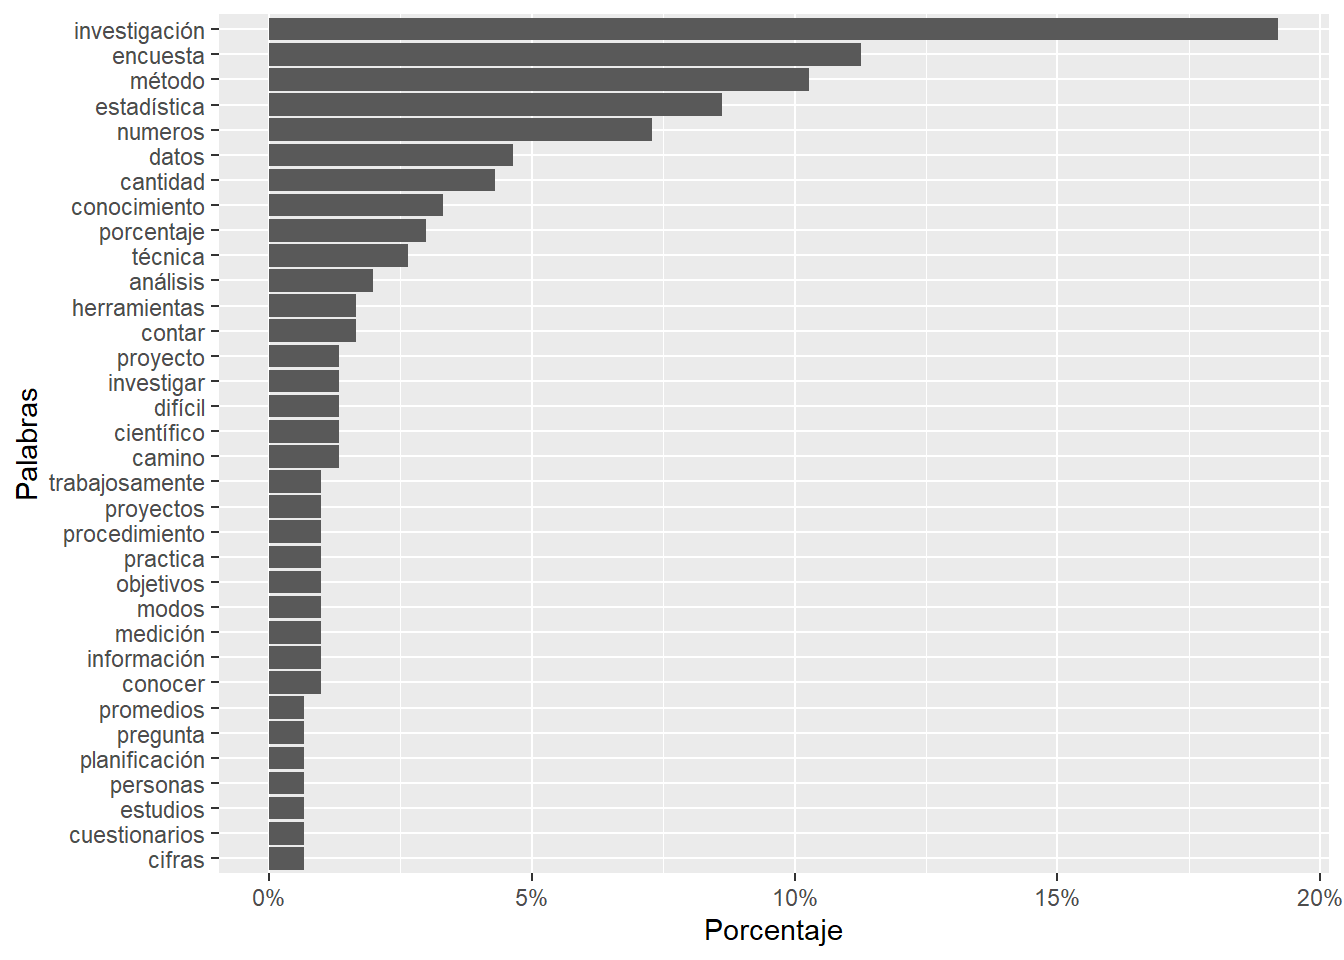 investigación
encuesta
método
estadística
numeros
datos
cantidad
conocimiento
porcentaje
técnica
análisis
herramientas
contar
proyecto
investigar
difícil
científico
camino
trabajosamente
proyectos
procedimiento
practica
objetivos
modos
medición
información
conocer
promedios
pregunta
planificación
personas
estudios
cuestionarios
cifras
Palabras
0% 5% 10% 15% 20%
Porcentaje